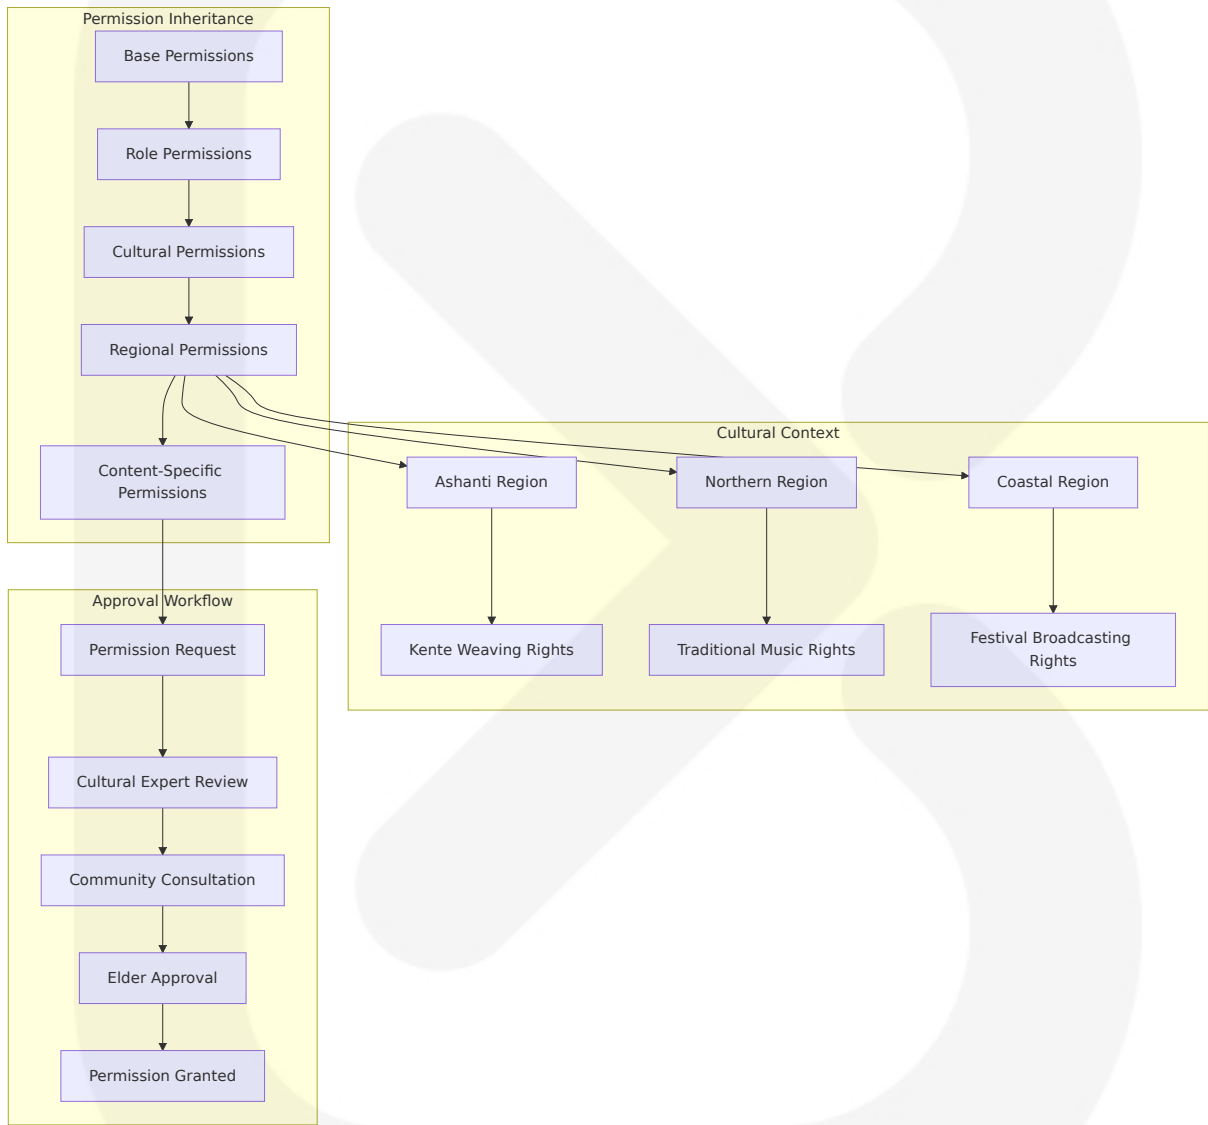 Permission Inheritance
Base Permissions
Role Permissions
Cultural Permissions
Regional Permissions
Content-Specific
Permissions
Cultural Context
Ashanti Region
Northern Region
Coastal Region
Kente Weaving Rights
Traditional Music Rights
Festival Broadcasting
Rights
Approval Workflow
Permission Request
Cultural Expert Review
Community Consultation
Elder Approval
Permission Granted